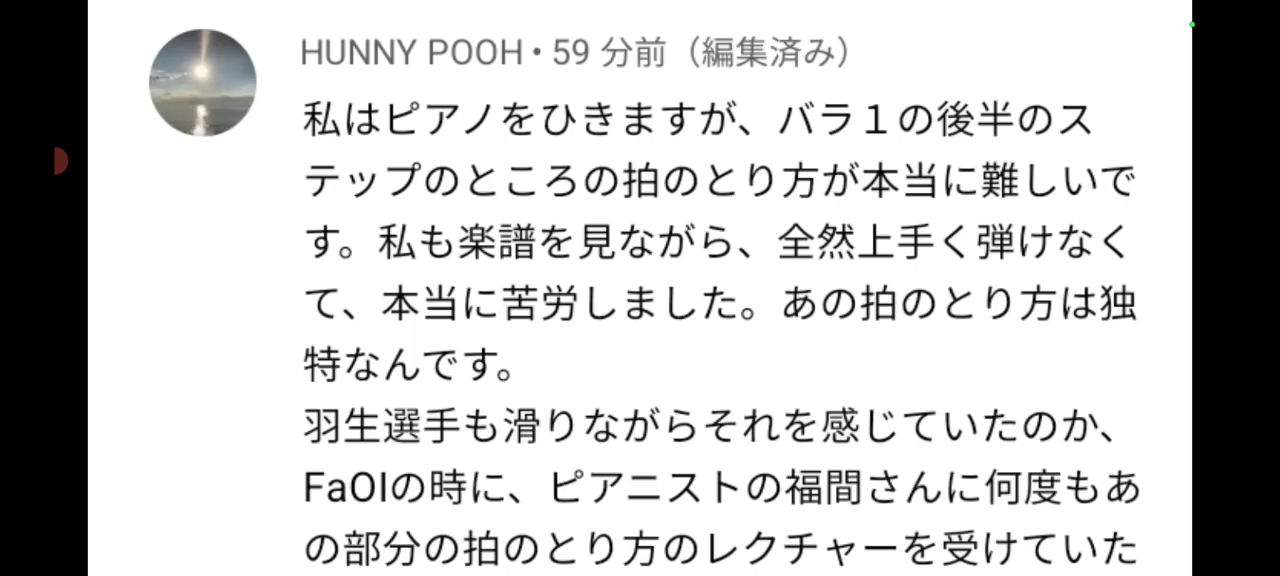 HUNNY POOH • 59 分前（編集済み）
私はピアノをひきますが、バラ１の後半のス
テップのところの拍のとり方が本当に難しいで
す。私も楽譜を見ながら、全然上手く弾けなく
て、本当に苦労しました。あの拍のとり方は独
特なんです。
羽生選手も滑りながらそれを感じていたのか、
FaOIの時に、ピアニストの福間さんに何度もあ
の部分の拍のとり方のレクチャーを受けていた